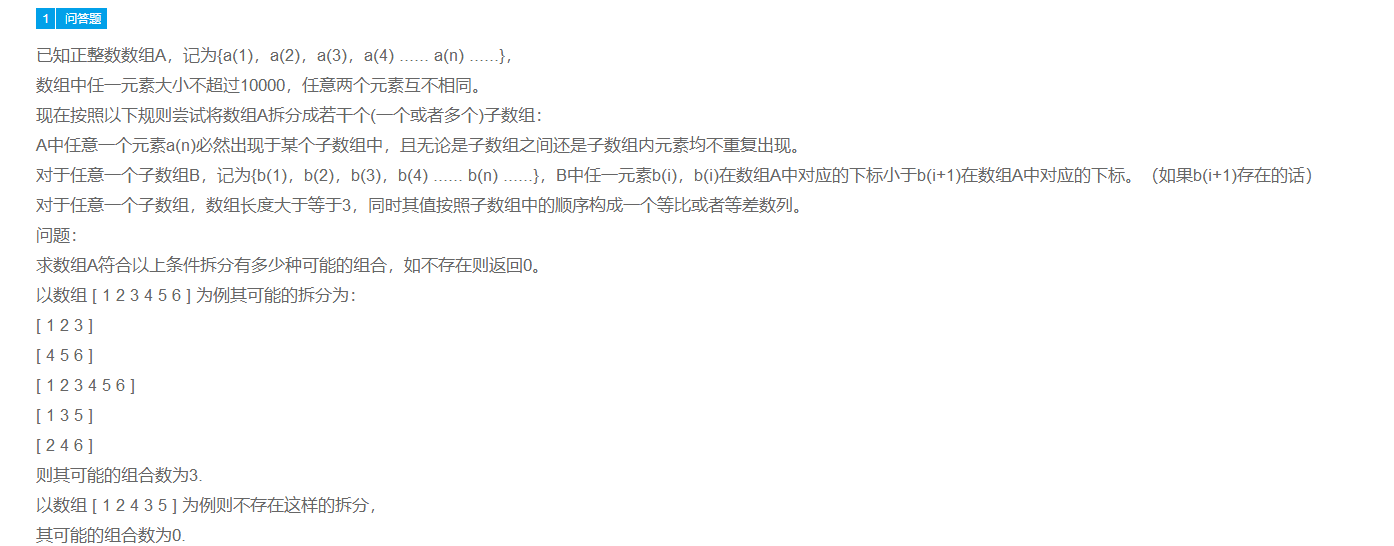 1 问答题
已知正整数数组A，记为{a(1)，a(2)，a(3)，a(4) ...... a(n) ......}，
数组中任一元素大小不超过10000，任意两个元素互不相同。
现在按照以下规则尝试将数组A拆分成若干个(一个或者多个)子数组：
A中任意一个元素a(n)必然出现于某个子数组中，且无论是子数组之间还是子数组内元素均不重复出现。
对于任意一个子数组B，记为{b(1)，b(2)，b(3)，b(4) ...... b(n) ......}，B中任一元素b(i)，b(i)在数组A中对应的下标小于b(i+1)在数组A中对应的下标。（如果b(i+1)存在的话）
对于任意一个子数组，数组长度大于等于3，同时其值按照子数组中的顺序构成一个等比或者等差数列。
问题：
求数组A符合以上条件拆分有多少种可能的组合，如不存在则返回0。
以数组 [ 1 2 3 4 5 6 ] 为例其可能的拆分为：
[ 1 2 3 ]
[ 4 5 6 ]
[ 1 2 3 4 5 6 ]
[ 1 3 5 ]
[ 2 4 6 ]
则其可能的组合数为3.
以数组 [ 1 2 4 3 5 ] 为例则不存在这样的拆分，
其可能的组合数为0.